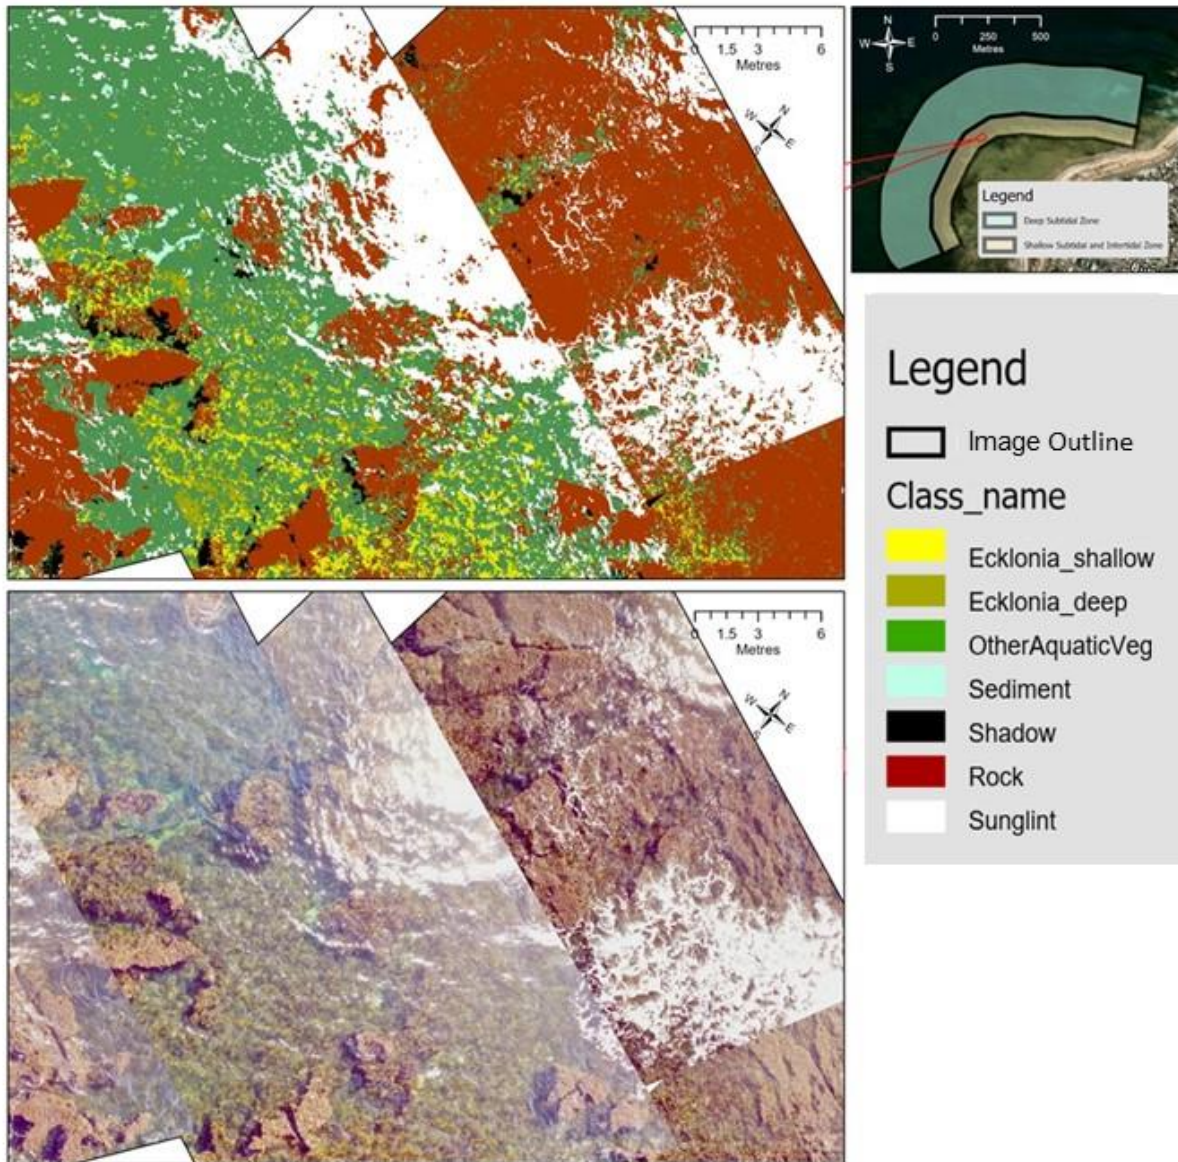 0 1.5 3 6
Metres
N
W E
S
N
W E
S
0 250 500
Metres
Legend
Deep Subtidal Zone
Shallow Subtidal and Intertidal Zone
Legend
Image Outline
Class_name
Ecklonia_shallow
Ecklonia_deep
OtherAquaticVeg
Sediment
Shadow
Rock
Sunglint
0 1.5 3 6
Metres
N
W E
S